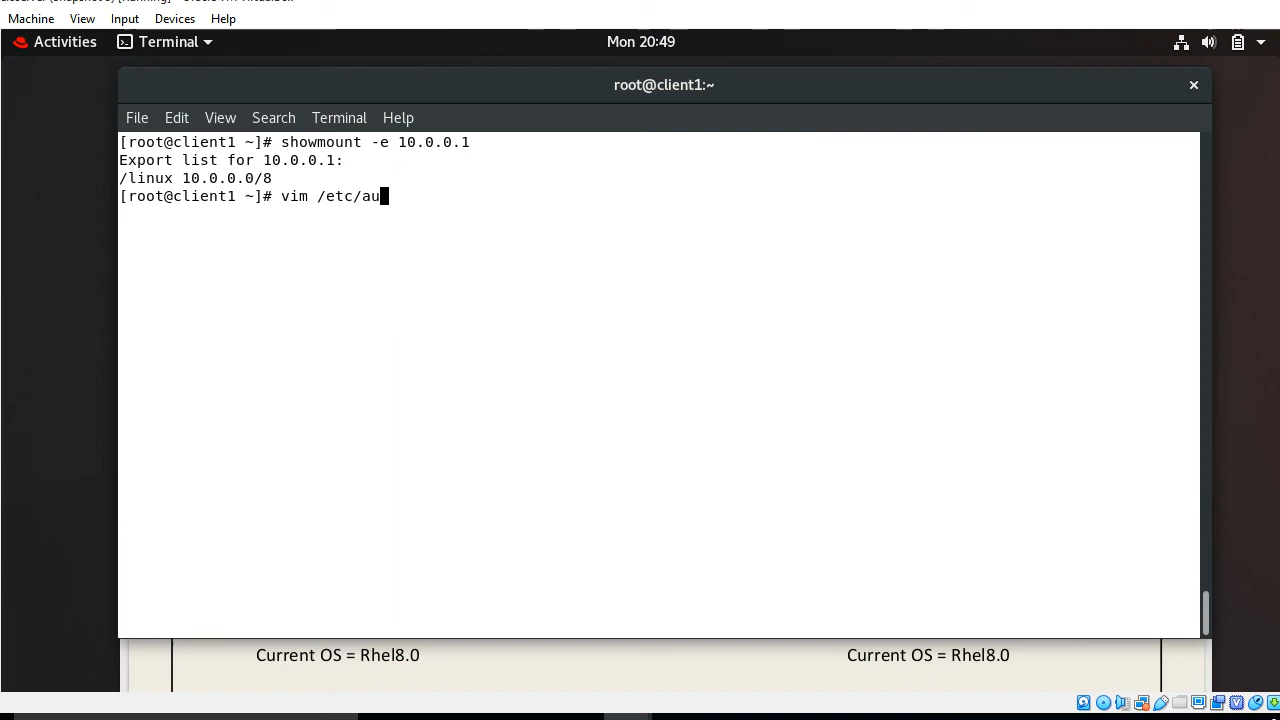 Machine View Input Devices Help
Activities Terminal Mon 20:49
root@client1:~
File Edit View Search Terminal Help
[root@client1 ~]# showmount -e 10.0.0.1
Export list for 10.0.0.1:
/linux 10.0.0.0/8
[root@client1 ~]# vim /etc/au
Current OS = Rhel8.0 Current OS = Rhel8.0